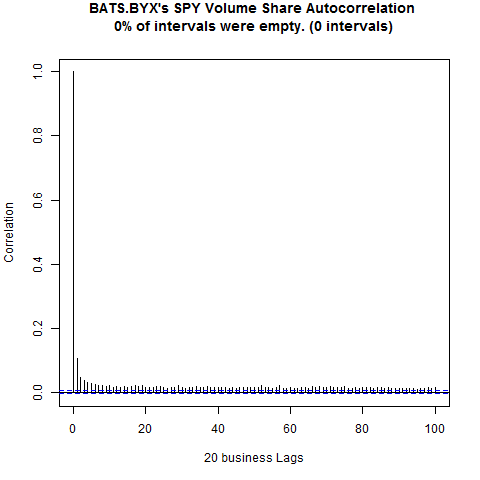 BATS.BYX's SPY Volume Share Autocorrelation
0% of intervals were empty. (0 intervals)
1.0
0.8
0.6
0.4
0.2
0.0
Correlation
0 20 40 60 80 100
20 business Lags